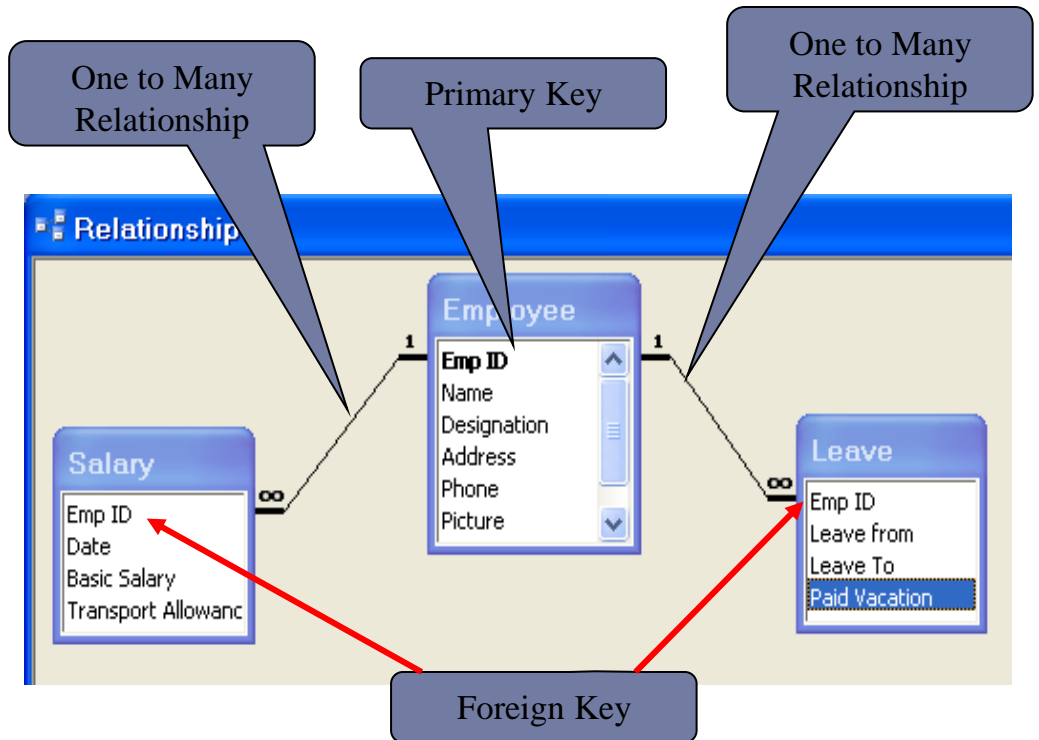 One to Many
Relationship
Primary Key
One to Many
Relationship
Relationship
Employee
1
1
Emp ID
Name
Designation
Address
Phone
Picture
Salary
∞
Emp ID
Date
Basic Salary
Transport Allowanc
Leave
∞
Emp ID
Leave from
Leave To
Paid Vacation
Foreign Key